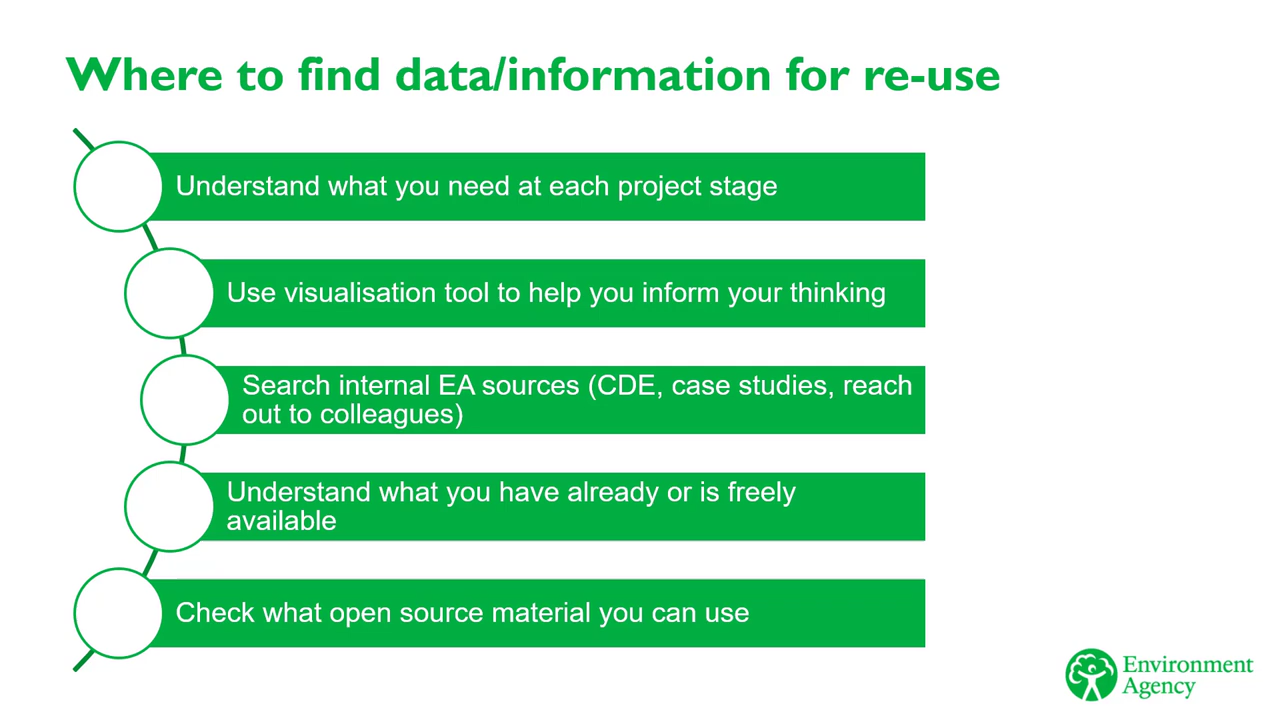 Where to find data/information for re-use
Understand what you need at each project stage
Use visualisation tool to help you inform your thinking
Search internal EA sources (CDE, case studies, reach
out to colleagues)
Understand what you have already or is freely
available
Check what open source material you can use
Environment
Agency